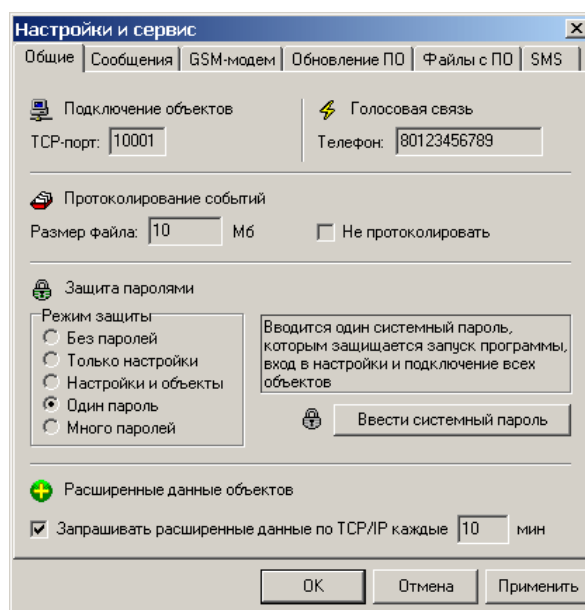 Настройки и сервис
Общие Сообщения GSM-модем Обновление ПО Файлы с ПО SMS
Подключение объектов
TCP-порт: 10001
Голосовая связь
Телефон: 80123456789
Протоколирование событий
Размер файла: 10 Мб Не протоколировать
Защита паролями
Режим защиты
Без паролей
Только настройки
Настройки и объекты
Один пароль
Много паролей
Вводится один системный пароль,
которым защищается запуск программы,
вход в настройки и подключение всех
объектов
Ввести системный пароль
Расширенные данные объектов
Запрашивать расширенные данные по TCP/IP каждые 10 мин
OK Отмена Применить